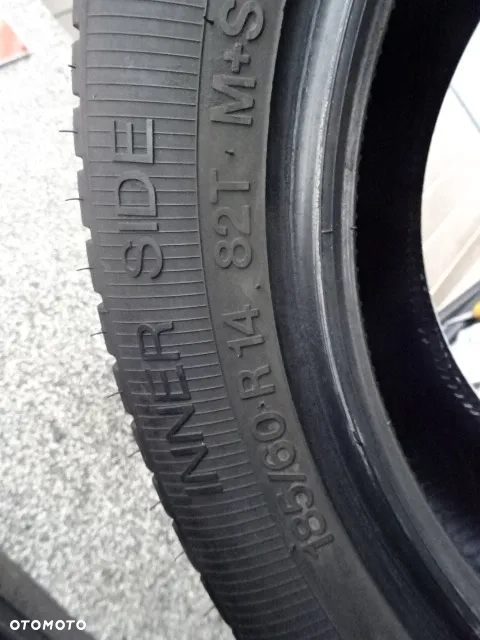 INNER SIDE
185/60 R 14 82T · M+S
OTOMOTO